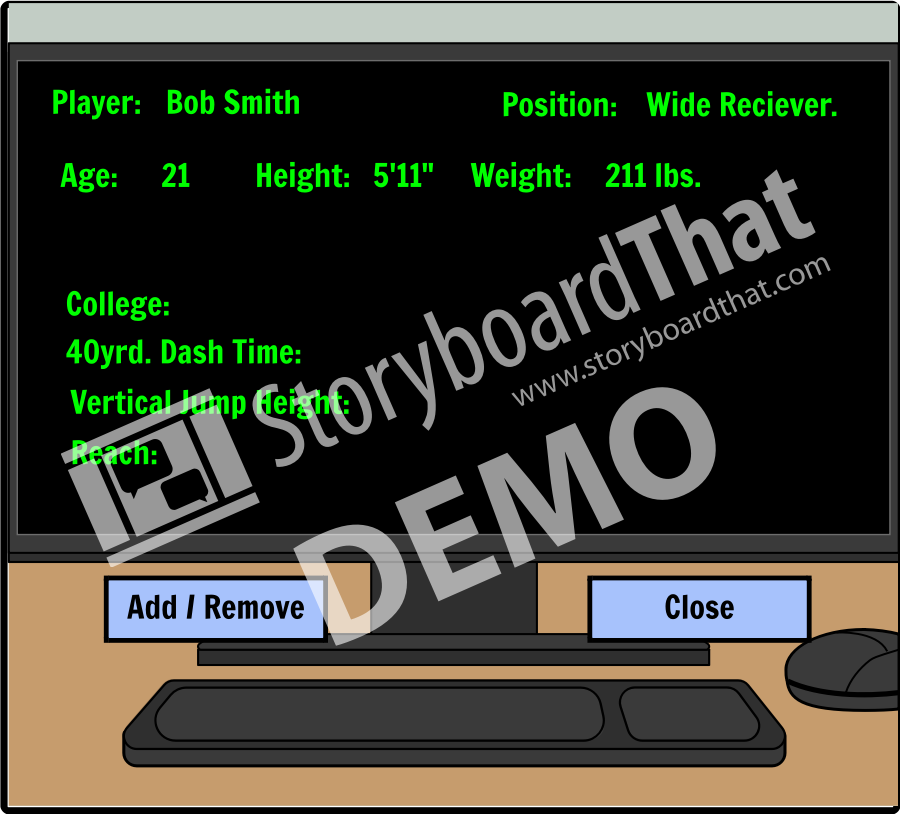 Player: Bob Smith Position: Wide Reciever.
Age: 21 Height: 5'11" Weight: 211 lbs.
College:
40yrd. Dash Time:
Vertical Jump Height:
Reach:
StoryboardThat
www.storyboardthat.com
DEMO
Add / Remove Close